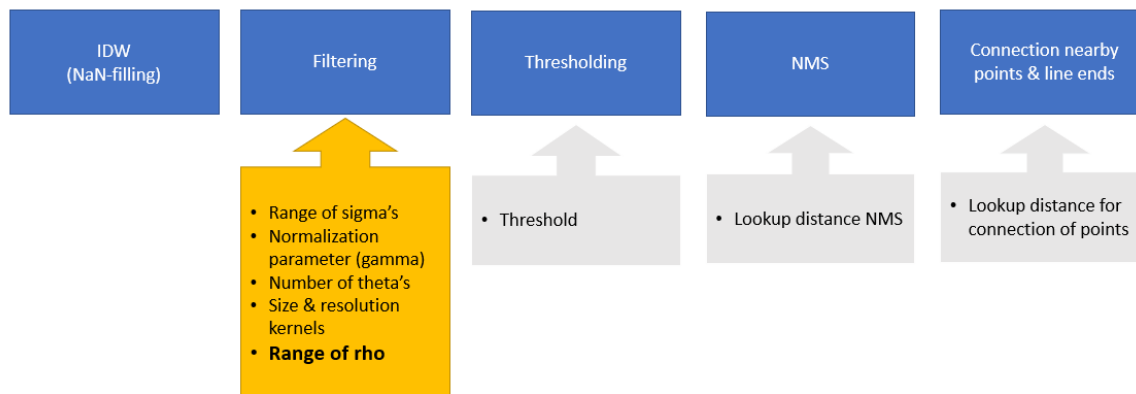 IDW
(NaN-filling)
Filtering
Thresholding
NMS
Connection nearby
points & line ends
• Range of sigma's
• Normalization
parameter (gamma)
• Number of theta's
• Size & resolution
kernels
• Range of rho
• Threshold
• Lookup distance NMS
• Lookup distance for
connection of points